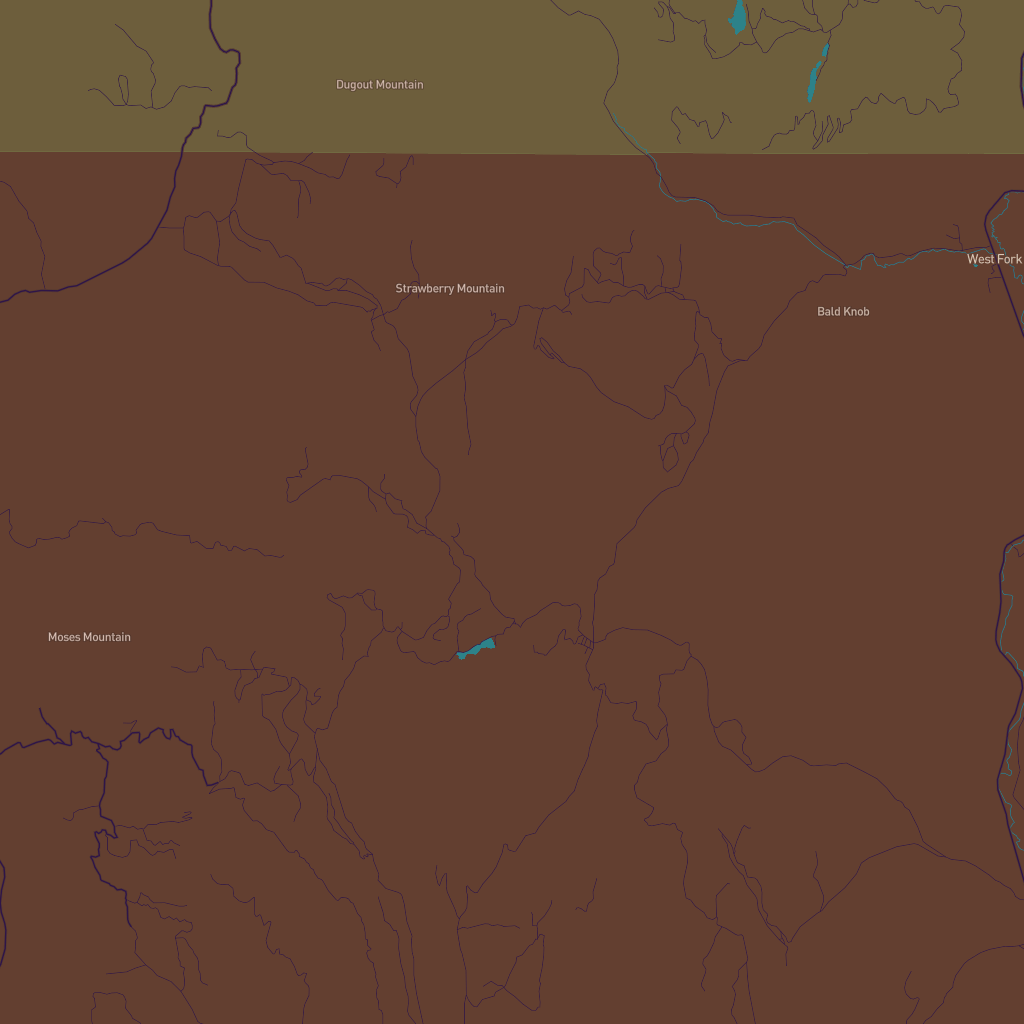 Dugout Mountain
West Fork
Strawberry Mountain
Bald Knob
Moses Mountain